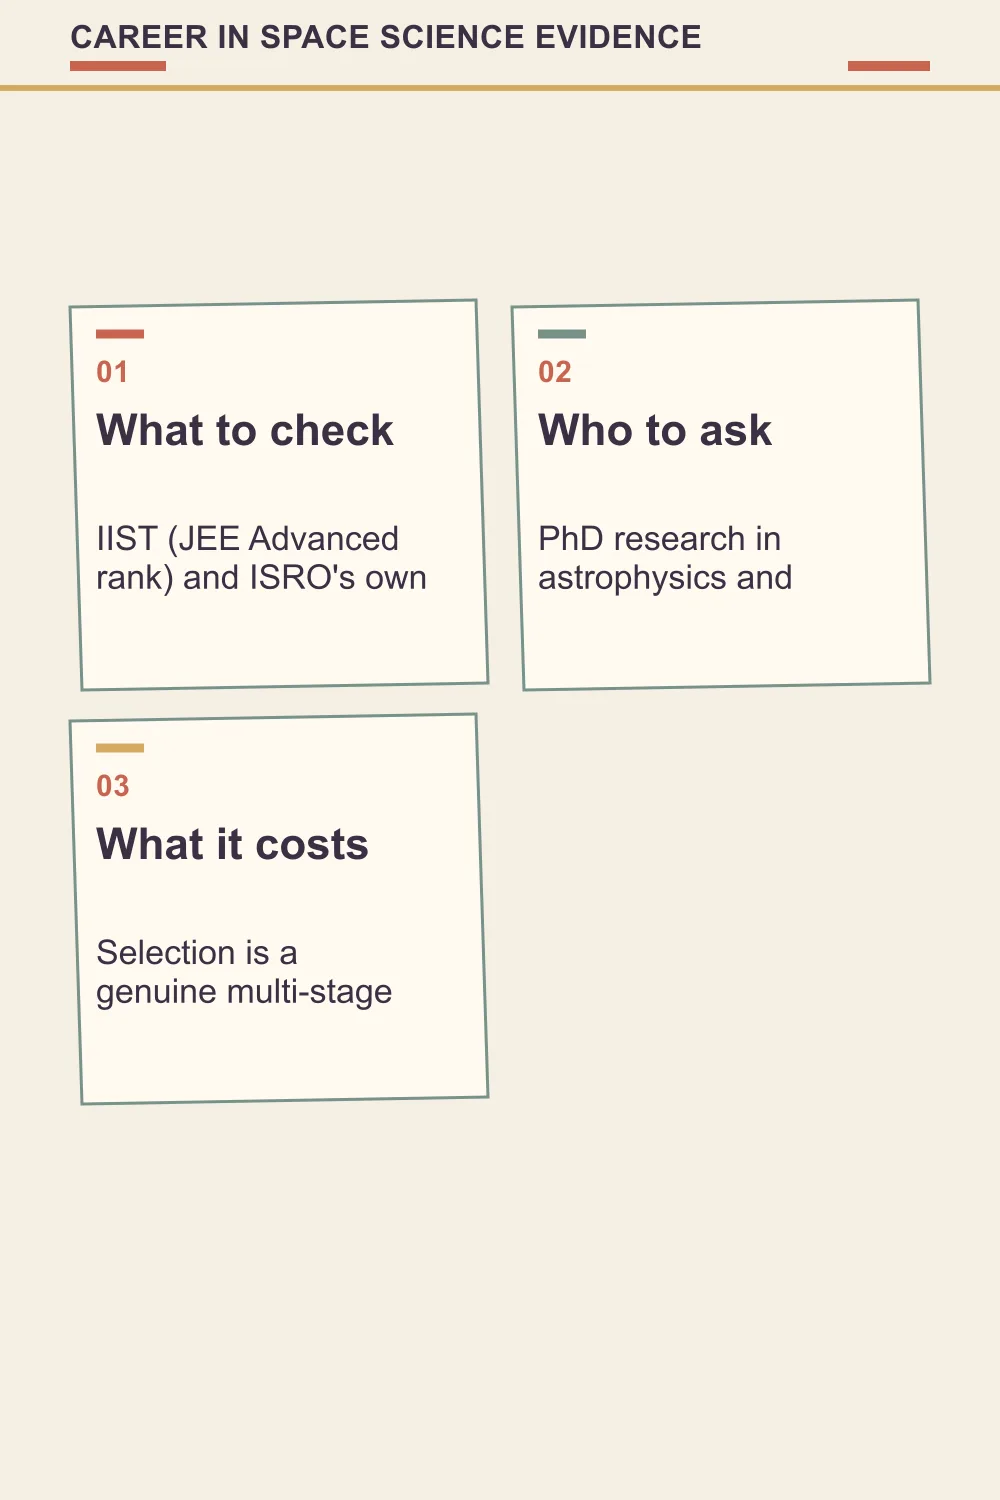 CAREER IN SPACE SCIENCE EVIDENCE
01
What to check
IIST (JEE Advanced
rank) and ISRO's own
02
Who to ask
PhD research in
astrophysics and
03
What it costs
Selection is a
genuine multi-stage